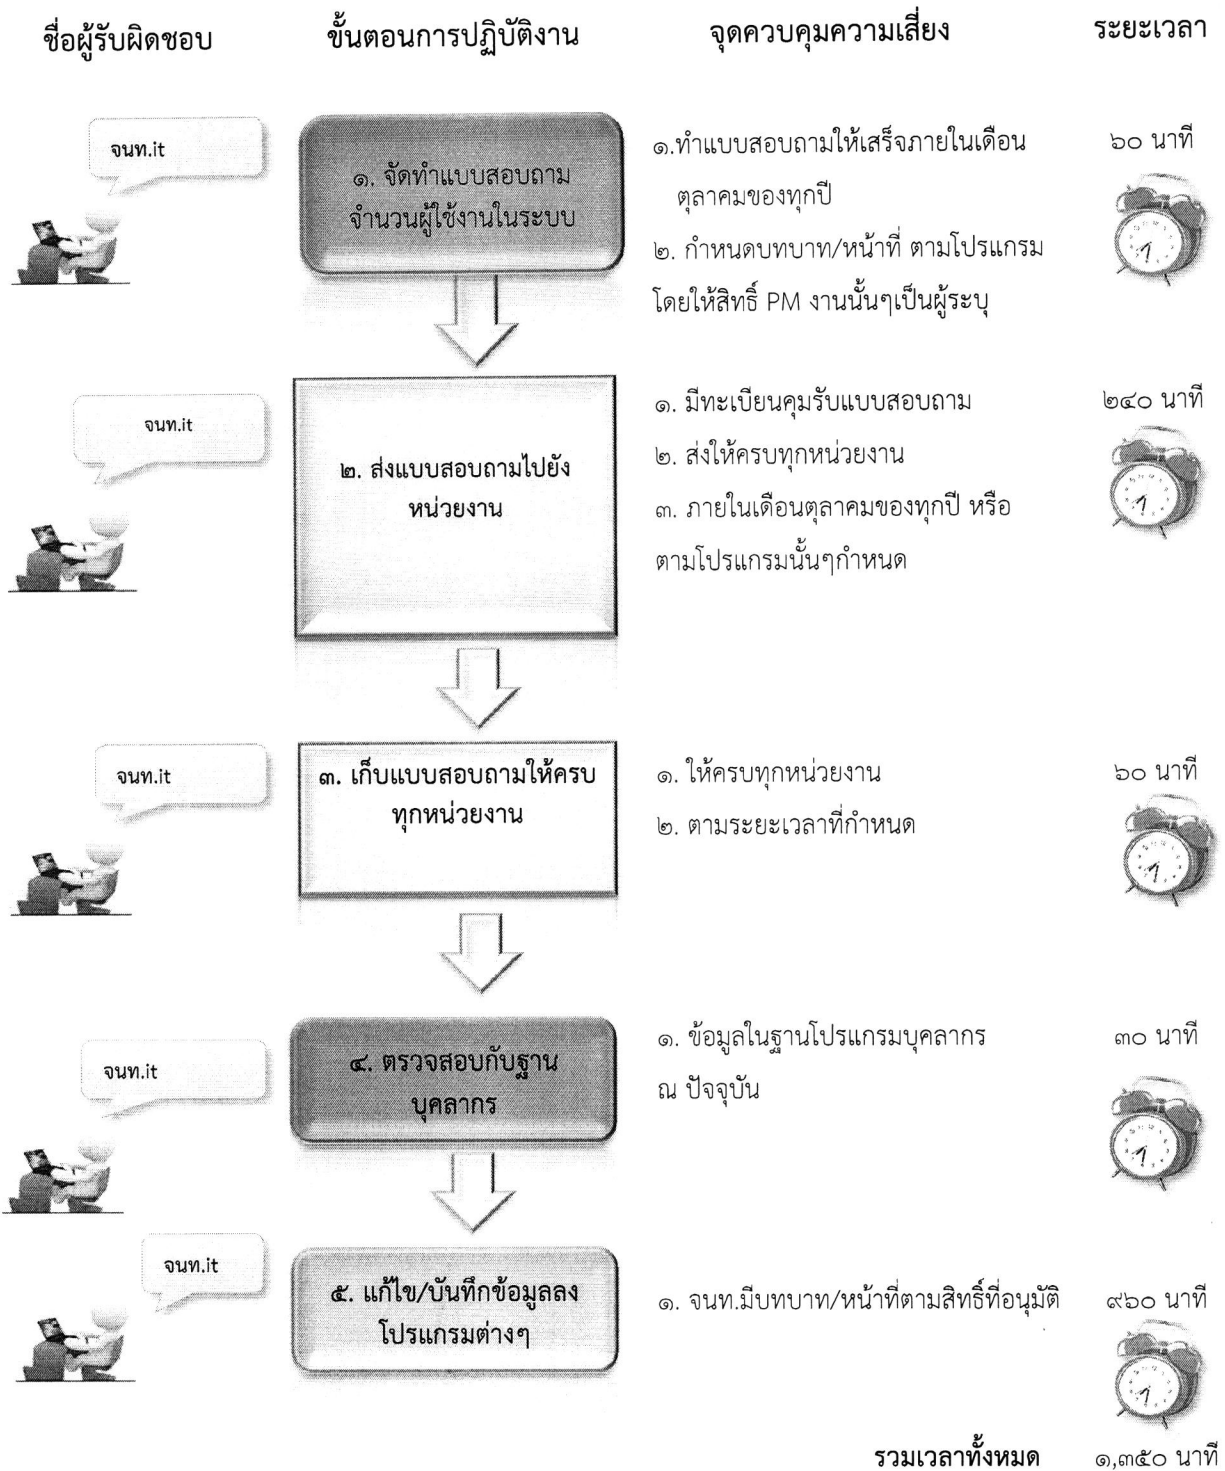 ชื่อผู้รับผิดชอบ ขั้นตอนการปฏิบัติงาน จุดควบคุมความเสี่ยง ระยะเวลา
จนท.it
๑. จัดทำแบบสอบถาม
จำนวนผู้ใช้งานในระบบ
๑.ทำแบบสอบถามให้เสร็จภายในเดือน
ตุลาคมของทุกปี
๒. กำหนดบทบาท/หน้าที่ ตามโปรแกรม
โดยให้สิทธิ์ PM งานนั้นๆเป็นผู้ระบุ
๖๐ นาที
จนท.it
๒. ส่งแบบสอบถามไปยัง
หน่วยงาน
๑. มีทะเบียนคุมรับแบบสอบถาม
๒. ส่งให้ครบทุกหน่วยงาน
๓. ภายในเดือนตุลาคมของทุกปี หรือ
ตามโปรแกรมนั้นๆกำหนด
๒๔๐ นาที
จนท.it
๓. เก็บแบบสอบถามให้ครบ
ทุกหน่วยงาน
๑. ให้ครบทุกหน่วยงาน
๒. ตามระยะเวลาที่กำหนด
๖๐ นาที
จนท.it
๔. ตรวจสอบกับฐาน
บุคลากร
๑. ข้อมูลในฐานโปรแกรมบุคลากร
ณ ปัจจุบัน
๓๐ นาที
จนท.it
๕. แก้ไข/บันทึกข้อมูลลง
โปรแกรมต่างๆ
๑. จนท.มีบทบาท/หน้าที่ตามสิทธิ์ที่อนุมัติ
๙๖๐ นาที
รวมเวลาทั้งหมด ๑,๓๕๐ นาที